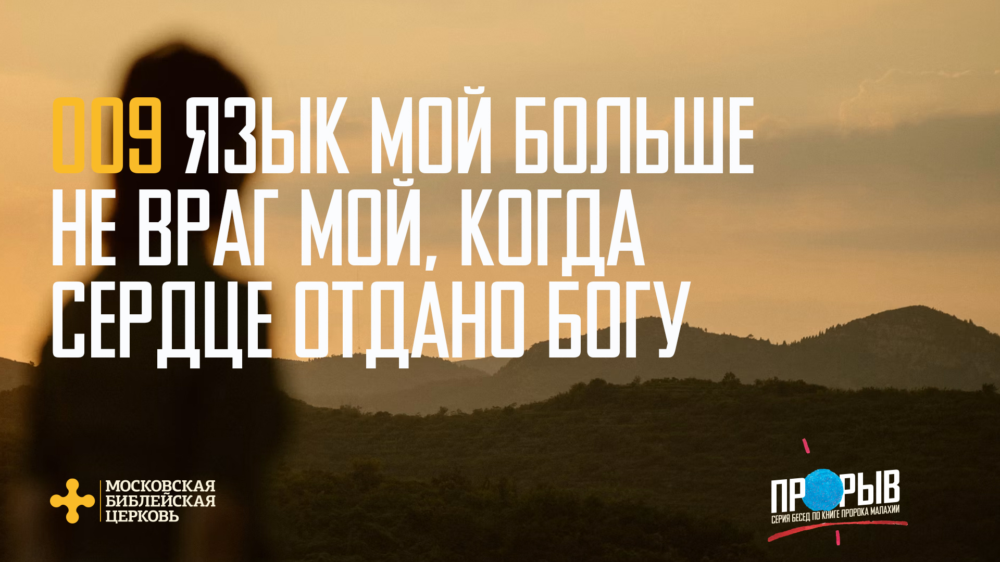 009 ЯЗЫК МОЙ БОЛЬШЕ
НЕ ВРАГ МОЙ, КОГДА
СЕРДЦЕ ОТДАНО БОГУ
МОСКОВСКАЯ
БИБЛЕЙСКАЯ
ЦЕРКОВЬ
ПРОРЫВ
СЕРИЯ БЕСЕД ПО КНИГЕ ПРОРОКА МАЛАХИИ